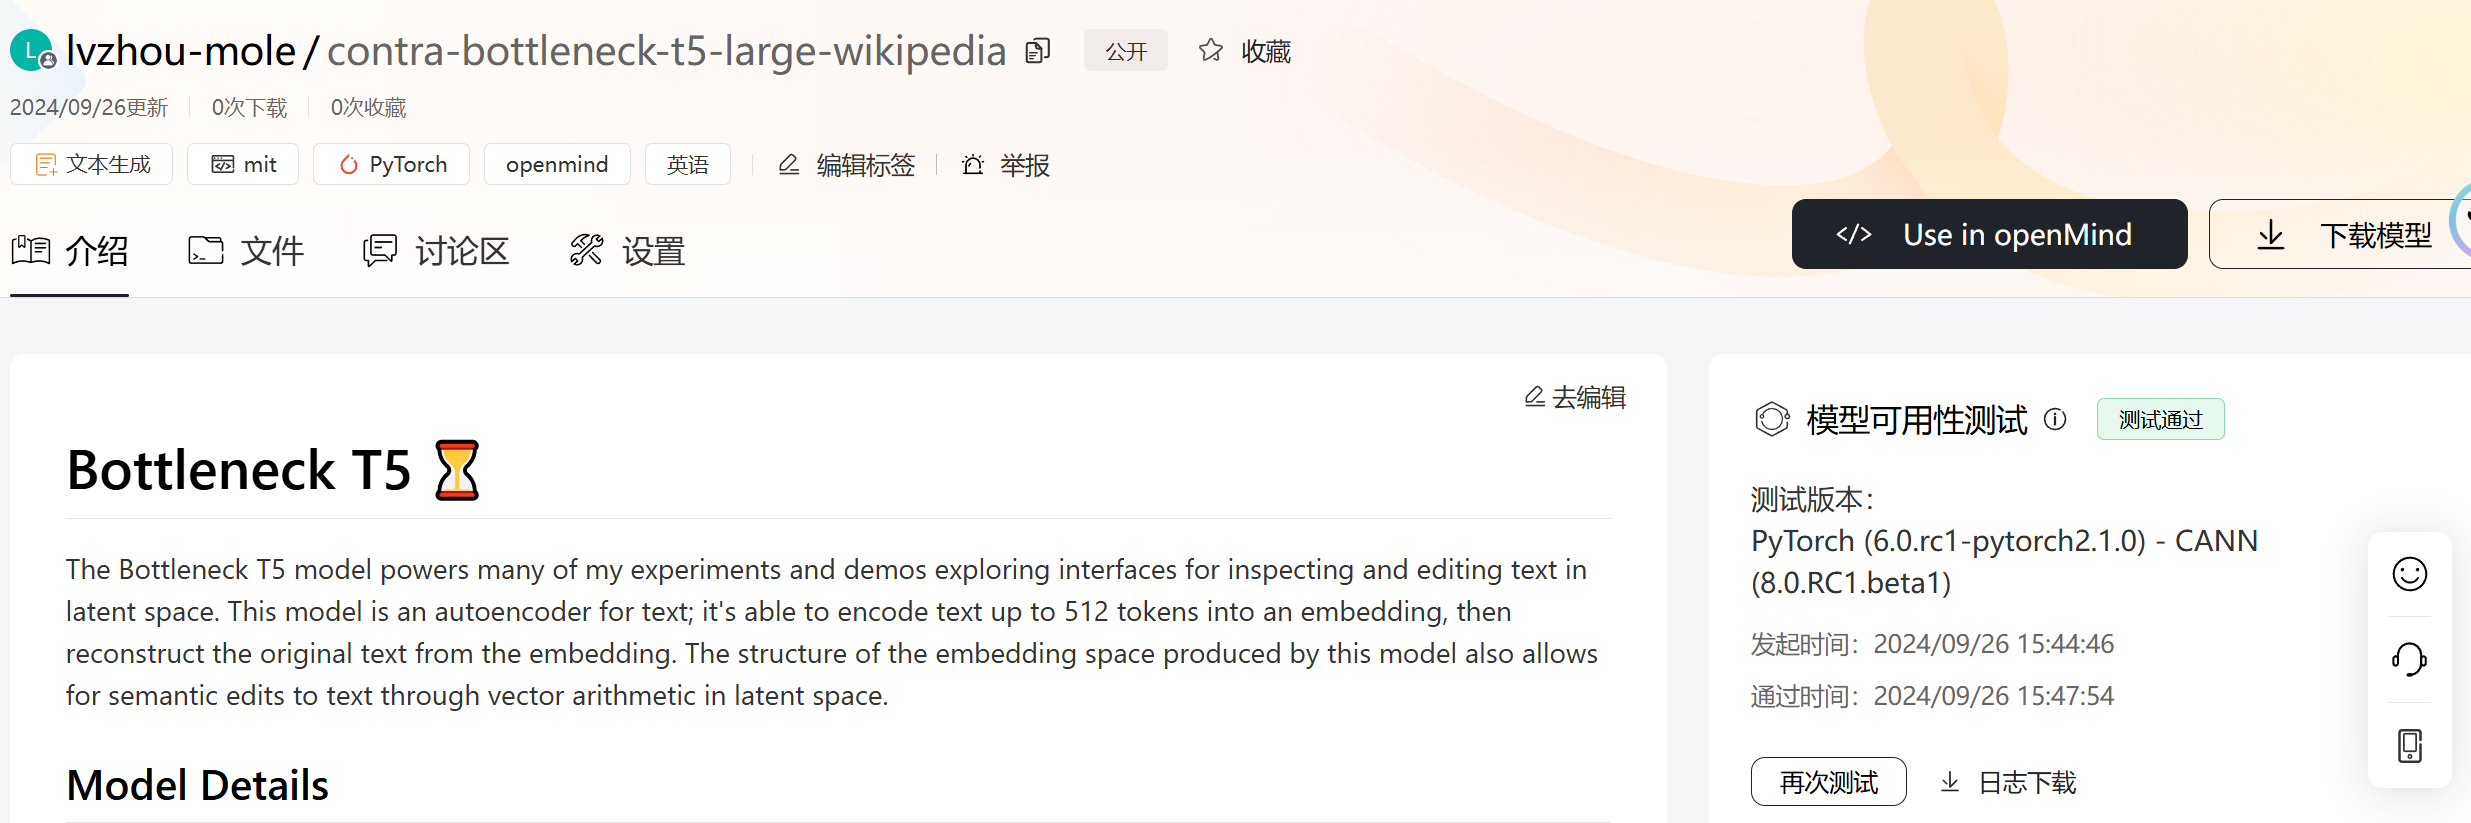 L lvzhou-mole / contra-bottleneck-t5-large-wikipedia 公开 收藏
2024/09/26更新 0次下载 0次收藏
文本生成 mit PyTorch openmind 英语 编辑标签 举报
介绍 文件 讨论区 设置
Use in openMind 下载模型
去编辑
Bottleneck T5 ⏳
The Bottleneck T5 model powers many of my experiments and demos exploring interfaces for inspecting and editing text in
latent space. This model is an autoencoder for text; it's able to encode text up to 512 tokens into an embedding, then
reconstruct the original text from the embedding. The structure of the embedding space produced by this model also allows
for semantic edits to text through vector arithmetic in latent space.
Model Details
模型可用性测试 测试通过
测试版本：
PyTorch (6.0.rc1-pytorch2.1.0) - CANN
(8.0.RC1.beta1)
发起时间：2024/09/26 15:44:46
通过时间：2024/09/26 15:47:54
再次测试 日志下载